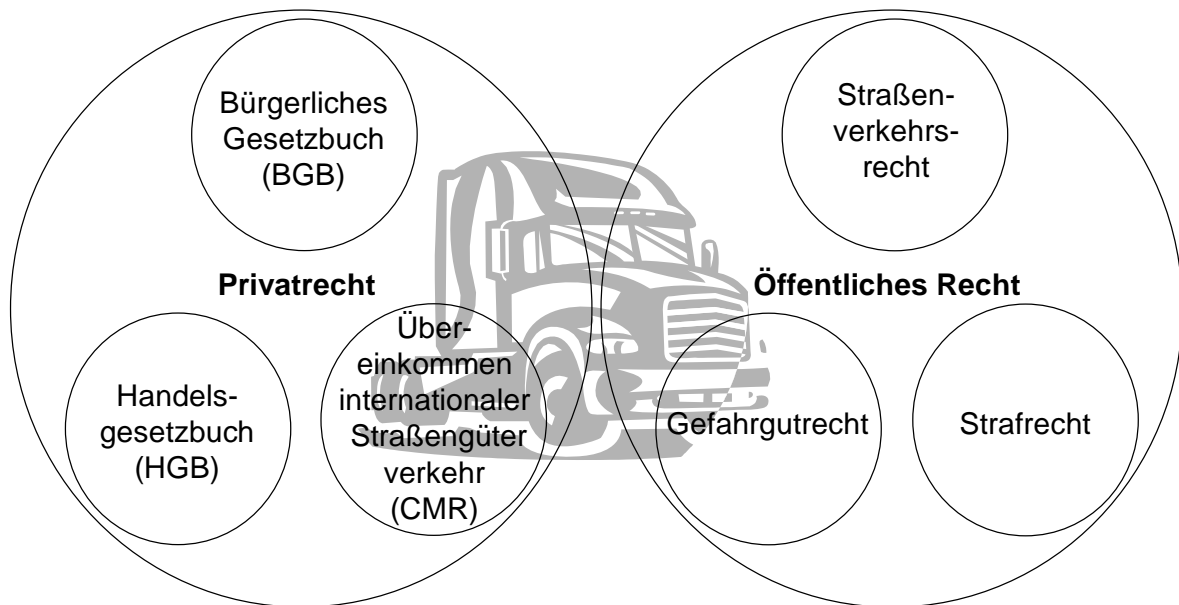 Bürgerliches
Gesetzbuch
(BGB)
Straßen-
verkehrs-
recht
Privatrecht
Öffentliches Recht
Handels-
gesetzbuch
(HGB)
Über-
einkommen
internationaler
Straßengüter
verkehr
(CMR)
Gefahrgutrecht
Strafrecht